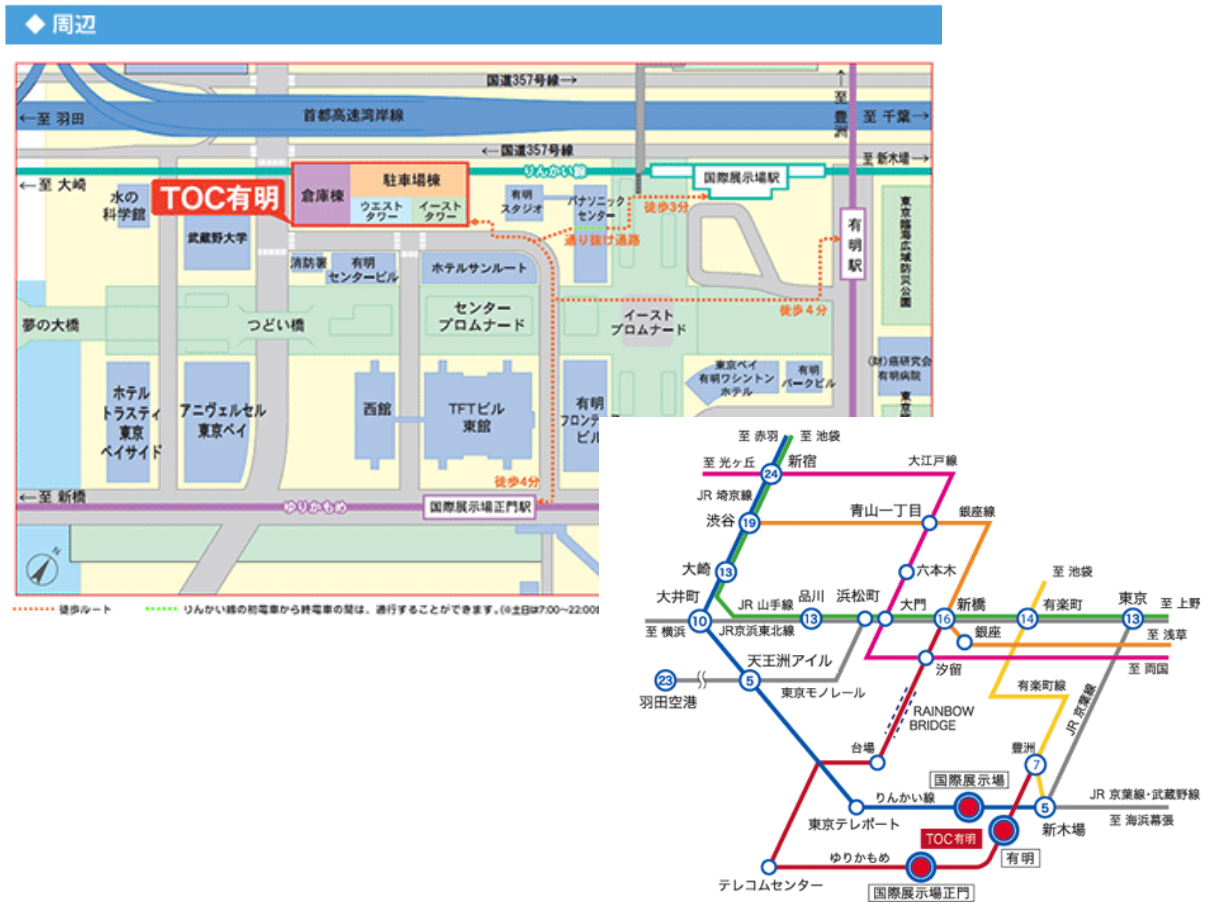 ◆ 周辺
国道357号線→
←至 羽田
首都高速湾岸線
至 豊洲
至 千葉→
←国道357号線
至 新木場
←至 大崎
りんかい線
国際展示場駅
水の
科学館
TOC有明
倉庫棟
駐車場棟
ウエスト
タワー
イースト
タワー
有明
スタジオ
パナソニック
センター
徒歩3分
武蔵野大学
通り抜け通路
有明駅
東京臨海広域防災公園
消防署
有明
センタービル
ホテルサンルート
夢の大橋
つどい橋
センター
プロムナード
イースト
プロムナード
徒歩4分
(財)癌研究会
有明病院
東京ベイ
有明ワシントン
ホテル
有明
パークビル
ホテル
トラスティ
東京
ベイサイド
アニヴェルセル
東京ベイ
西館
TFTビル
東館
有明
フロンティア
ビル
東京
徒歩4分
←至 新橋
ゆりかもめ
国際展示場正門駅
N
徒歩ルート
りんかい線の初電車から終電車の間は、通行することができます。(※土日は7:00〜22:00
至 赤羽
至 池袋
至 光ヶ丘
24
新宿
大江戸線
JR 埼京線
渋谷
19
青山一丁目
銀座線
大崎
13
六本木
至 池袋
大井町
10
JR 山手線
品川
13
浜松町
大門
新橋
16
有楽町
14
東京
13
至 上野
至 横浜
JR京浜東北線
銀座
至 浅草
天王洲アイル
5
汐留
至 両国
23
羽田空港
東京モノレール
有楽町線
JR 京葉線
RAINBOW
BRIDGE
台場
豊洲
7
国際展示場
りんかい線
東京テレポート
5
新木場
JR 京葉線・武蔵野線
至 海浜幕張
TOC有明
有明
ゆりかもめ
テレコムセンター
国際展示場正門